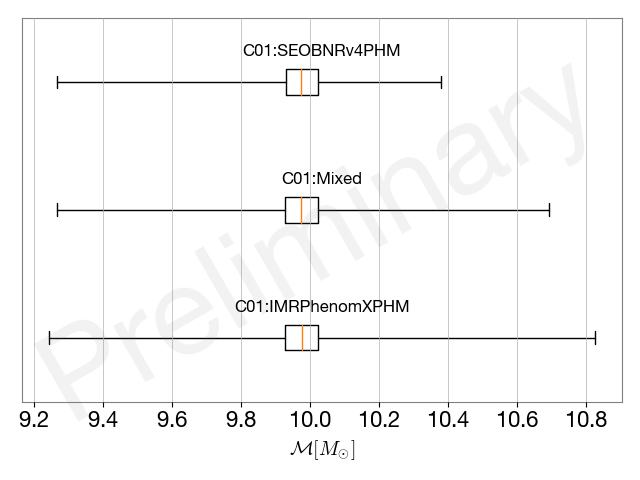 C01:SEOBNRv4PHM
C01:Mixed
C01:IMRPhenomXPHM
Preliminary
9.2 9.4 9.6 9.8 10.0 10.2 10.4 10.6 10.8
ℳ[M☉]